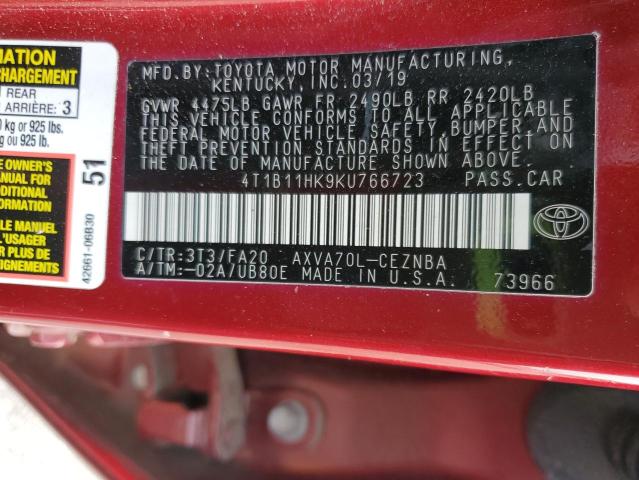 MATION
CHARGEMENT
REAR
ARRIÈRE: 3
kg or 925 lbs.
ou 925 lb.
E OWNER'S
ANUAL FOR
LE MANUEL
L'USAGER
R PLUS DE
SEIGNEMENTS
51
42661-06B30
MFD.BY: TOYOTA MOTOR MANUFACTURING,
KENTUCKY, INC. 03/19
GVWR 4475LB GAWR FR 2490LB RR 2420LB
THIS VEHICLE CONFORMS TO ALL APPLICABLE
FEDERAL MOTOR VEHICLE SAFETY, BUMPER, AND
THEFT PREVENTION STANDARDS IN EFFECT ON
THE DATE OF MANUFACTURE SHOWN ABOVE.
4T1B11HK9KU766723 PASS.CAR
C/TR: 3T3/FA20 AXVA70L-CEZNBA
A/TM: -02A/UB80E MADE IN U.S.A. 73966
TOYOTA